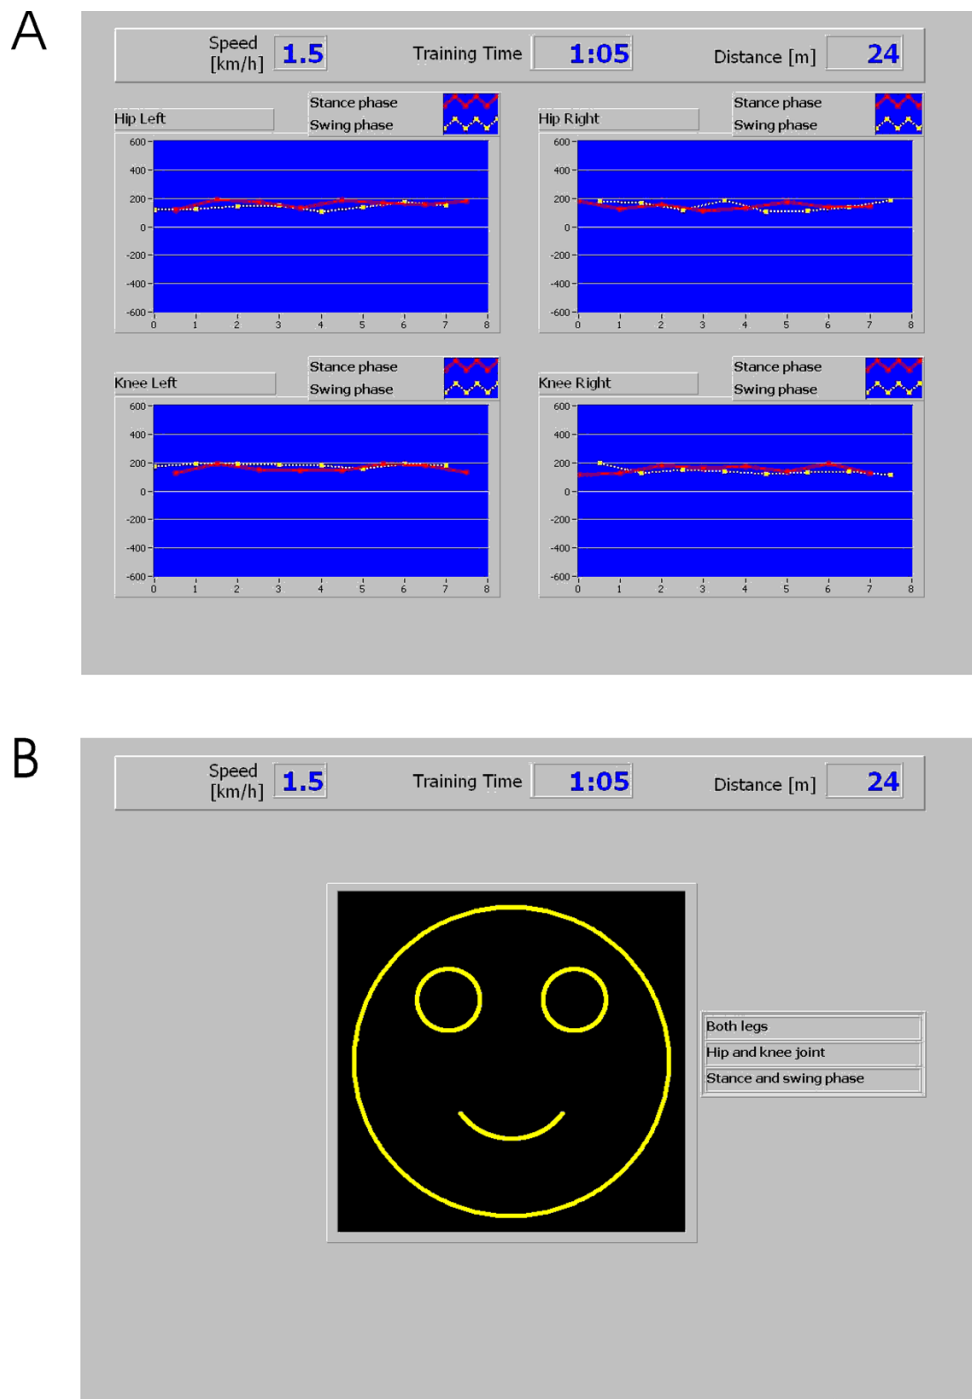 A
Speed [km/h] 1.5 Training Time 1:05 Distance [m] 24
Hip Left
Stance phase
Swing phase
600
400
200
0
-200
-400
-600
0 1 2 3 4 5 6 7 8
Hip Right
Stance phase
Swing phase
600
400
200
0
-200
-400
-600
0 1 2 3 4 5 6 7 8
Knee Left
Stance phase
Swing phase
600
400
200
0
-200
-400
-600
0 1 2 3 4 5 6 7 8
Knee Right
Stance phase
Swing phase
600
400
200
0
-200
-400
-600
0 1 2 3 4 5 6 7 8
B
Speed [km/h] 1.5 Training Time 1:05 Distance [m] 24
Both legs
Hip and knee joint
Stance and swing phase